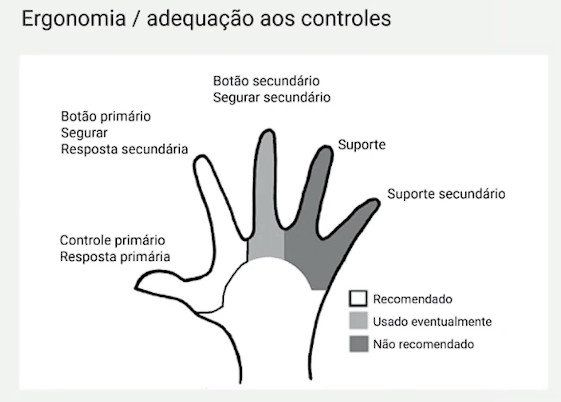 Ergonomia / adequação aos controles
Botão secundário
Segurar secundário
Botão primário
Segurar
Resposta secundária
Suporte
Suporte secundário
Controle primário
Resposta primária
Recomendado
Usado eventualmente
Não recomendado